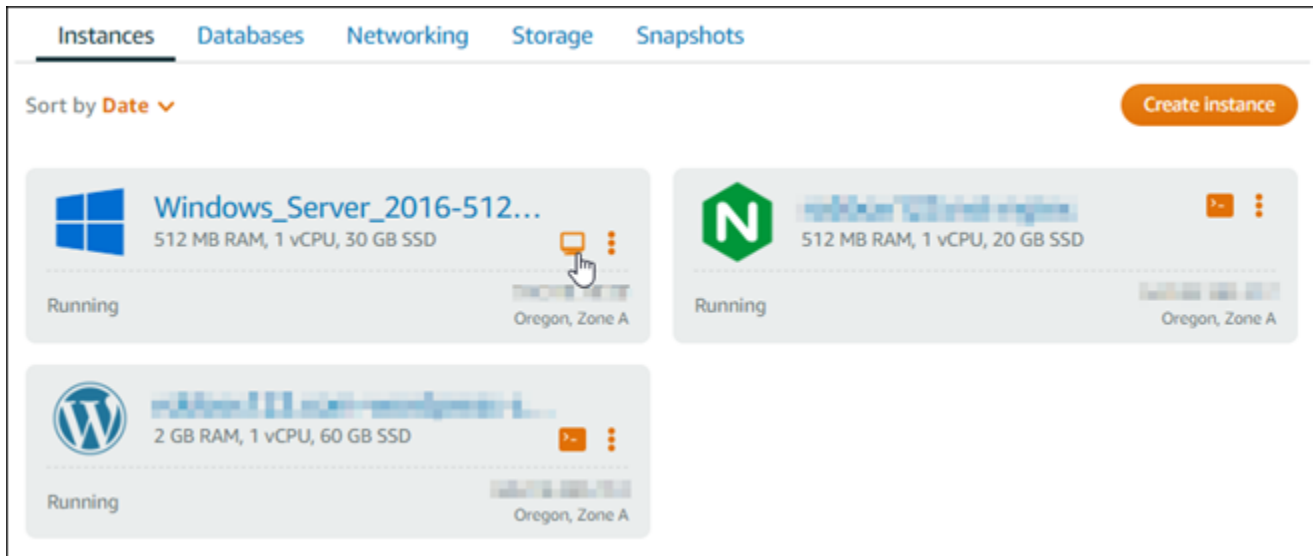 Instances Databases Networking Storage Snapshots
Sort by Date
Create instance
Windows_Server_2016-512...
512 MB RAM, 1 vCPU, 30 GB SSD
Running
Oregon, Zone A
N
512 MB RAM, 1 vCPU, 20 GB SSD
Running
Oregon, Zone A
W
2 GB RAM, 1 vCPU, 60 GB SSD
Running
Oregon, Zone A